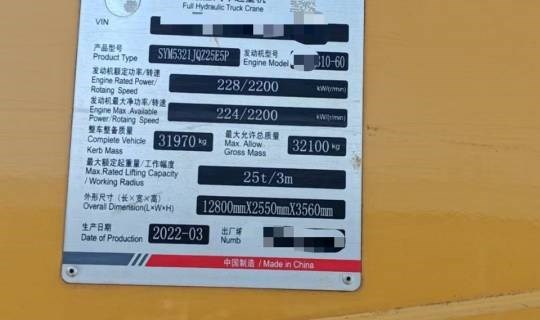 Full Hydraulic Truck Crane
VIN
产品型号 Product Type SYM5321JQZ25E5P 发动机型号 Engine Model 310-60
发动机额定功率/转速
Engine Rated Power/
Rotaing Speed
228/2200 kW/(r/min)
发动机最大净功率/转速
Engine Max .Available
Power/Rotaing Speed
224/2200 kW/(r/min)
整车整备质量
Complete Vehicle
Kerb Mass
31970 kg
最大允许总质量
Max. Allow
Gross Mass
32100 kg
最大额定起重量/工作幅度
Max.Rated Lifting Capacity
/ Working Radius
25t/3m
外形尺寸（长×宽×高）
Overall Dimension(L×W×H)
12800mmX2550mmX3560mm
生产日期
Date of Production
2022-03
出厂
Numb
中国制造 / Made in China